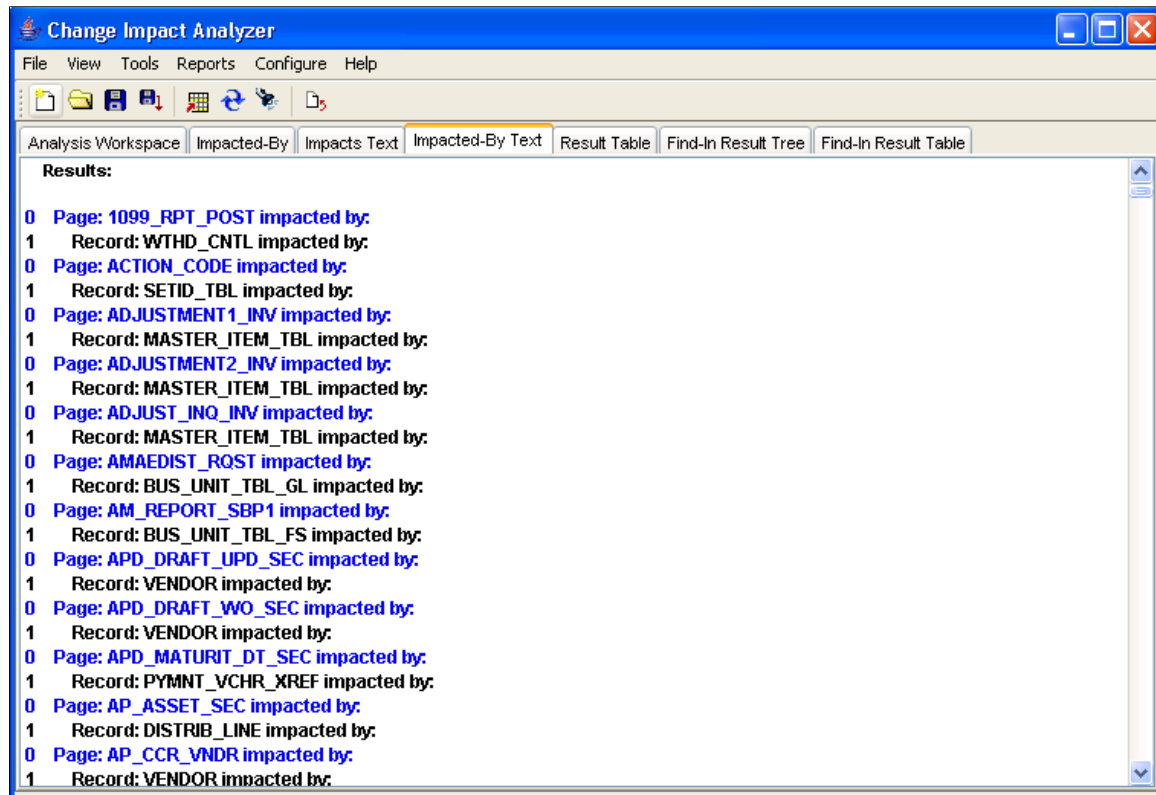 Change Impact Analyzer
File View Tools Reports Configure Help
Analysis Workspace Impacted-By Impacts Text Impacted-By Text Result Table Find-In Result Tree Find-In Result Table
Results:
0 Page: 1099_RPT_POST impacted by:
1 Record: WTHD_CNTL impacted by:
0 Page: ACTION_CODE impacted by:
1 Record: SETID_TBL impacted by:
0 Page: ADJUSTMENT1_INV impacted by:
1 Record: MASTER_ITEM_TBL impacted by:
0 Page: ADJUSTMENT2_INV impacted by:
1 Record: MASTER_ITEM_TBL impacted by:
0 Page: ADJUST_INQ_INV impacted by:
1 Record: MASTER_ITEM_TBL impacted by:
0 Page: AMAEDIST_RQST impacted by:
1 Record: BUS_UNIT_TBL_GL impacted by:
0 Page: AM_REPORT_SBP1 impacted by:
1 Record: BUS_UNIT_TBL_FS impacted by:
0 Page: APD_DRAFT_UPD_SEC impacted by:
1 Record: VENDOR impacted by:
0 Page: APD_DRAFT_WO_SEC impacted by:
1 Record: VENDOR impacted by:
0 Page: APD_MATURIT_DT_SEC impacted by:
1 Record: PYMNT_VCHR_XREF impacted by:
0 Page: AP_ASSET_SEC impacted by:
1 Record: DISTRIB_LINE impacted by:
0 Page: AP_CCR_VNDR impacted by:
1 Record: VENDOR impacted by: